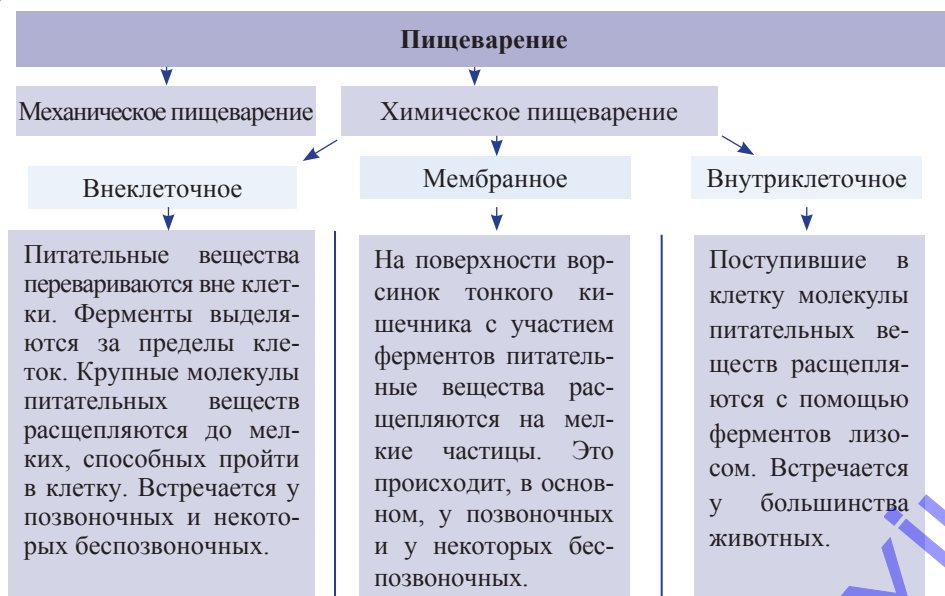 Пищеварение
Механическое пищеварение
Химическое пищеварение
Внеклеточное
Мембранное
Внутриклеточное
Питательные вещества
перевариваются вне клет-
ки. Ферменты выделя-
ются за пределы кле-
ток. Крупные молекулы
питательных веществ
расщепляются до мел-
ких, способных пройти
в клетку. Встречается у
позвоночных и некото-
рых беспозвоночных.
На поверхности вор-
синок тонкого ки-
шечника с участием
ферментов питатель-
ные вещества рас-
щепляются на мел-
кие частицы. Это
происходит, в основ-
ном, у позвоночных
и у некоторых бес-
позвоночных.
Поступившие в
клетку молекулы
питательных ве-
ществ расщепля-
ются с помощью
ферментов лизо-
сом. Встречается
у большинства
животных.